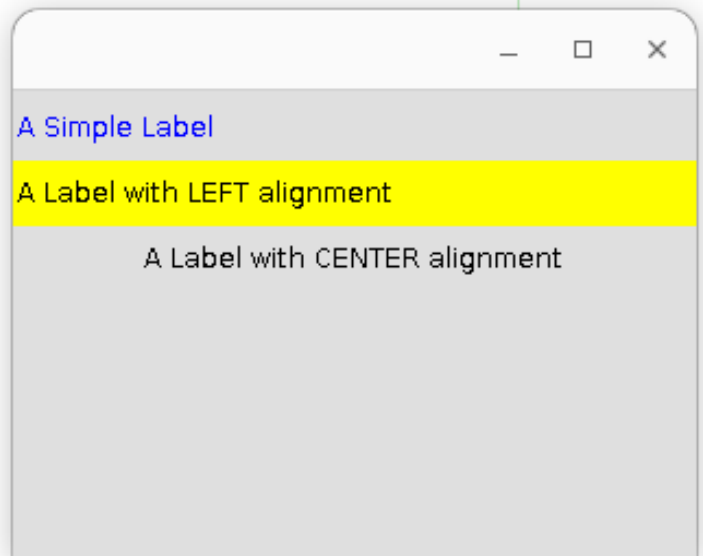 A Simple Label
A Label with LEFT alignment
A Label with CENTER alignment